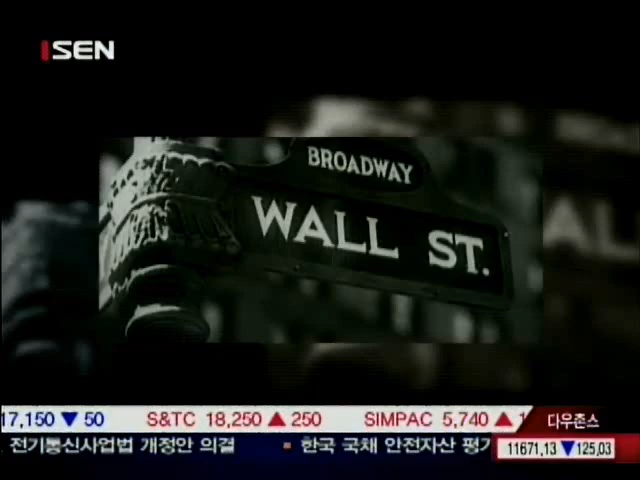 SEN
BROADWAY
WALL ST.
17,150 ▼ 50 S&TC 18,250 ▲ 250 SIMPAC 5,740 ▲
다우존스
전기통신사업법 개정안 의결 ▪ 한국 국채 안전자산 평가
11671,13 ▼125,03